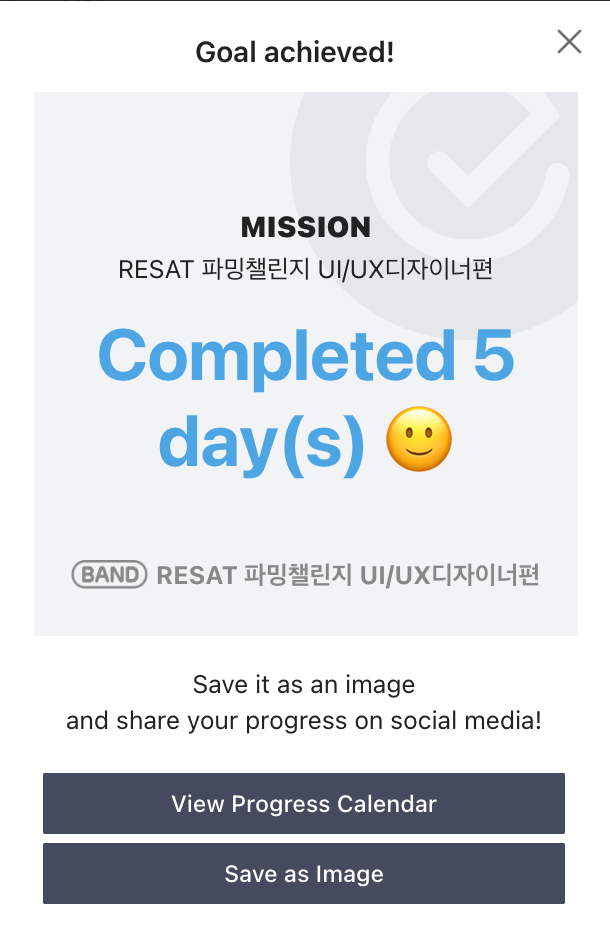 Goal achieved!
MISSION
RESAT 파밍챌린지 UI/UX디자이너편
Completed 5
day(s) 🙂
BAND RESAT 파밍챌린지 UI/UX디자이너편
Save it as an image
and share your progress on social media!
View Progress Calendar
Save as Image